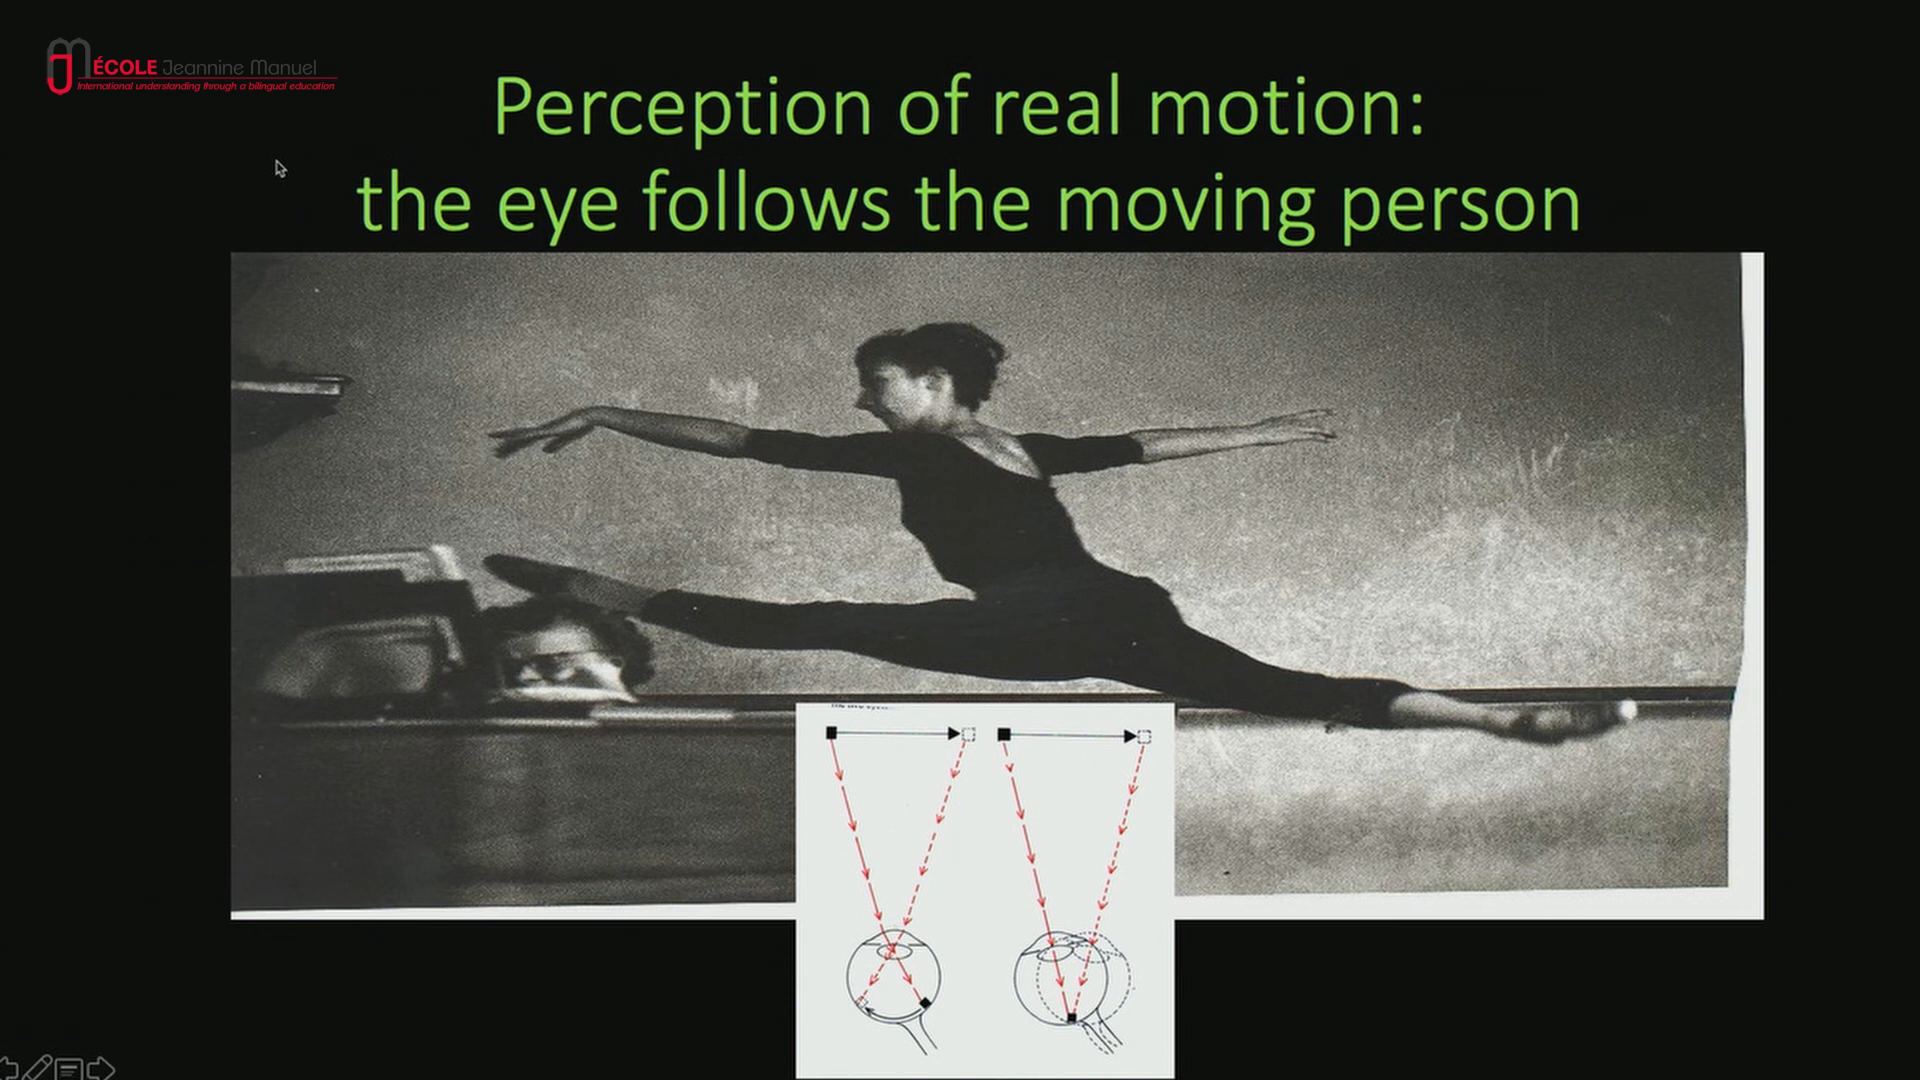 ÉCOLE Jeannine Manuel
International understanding through a bilingual education
Perception of real motion:
the eye follows the moving person